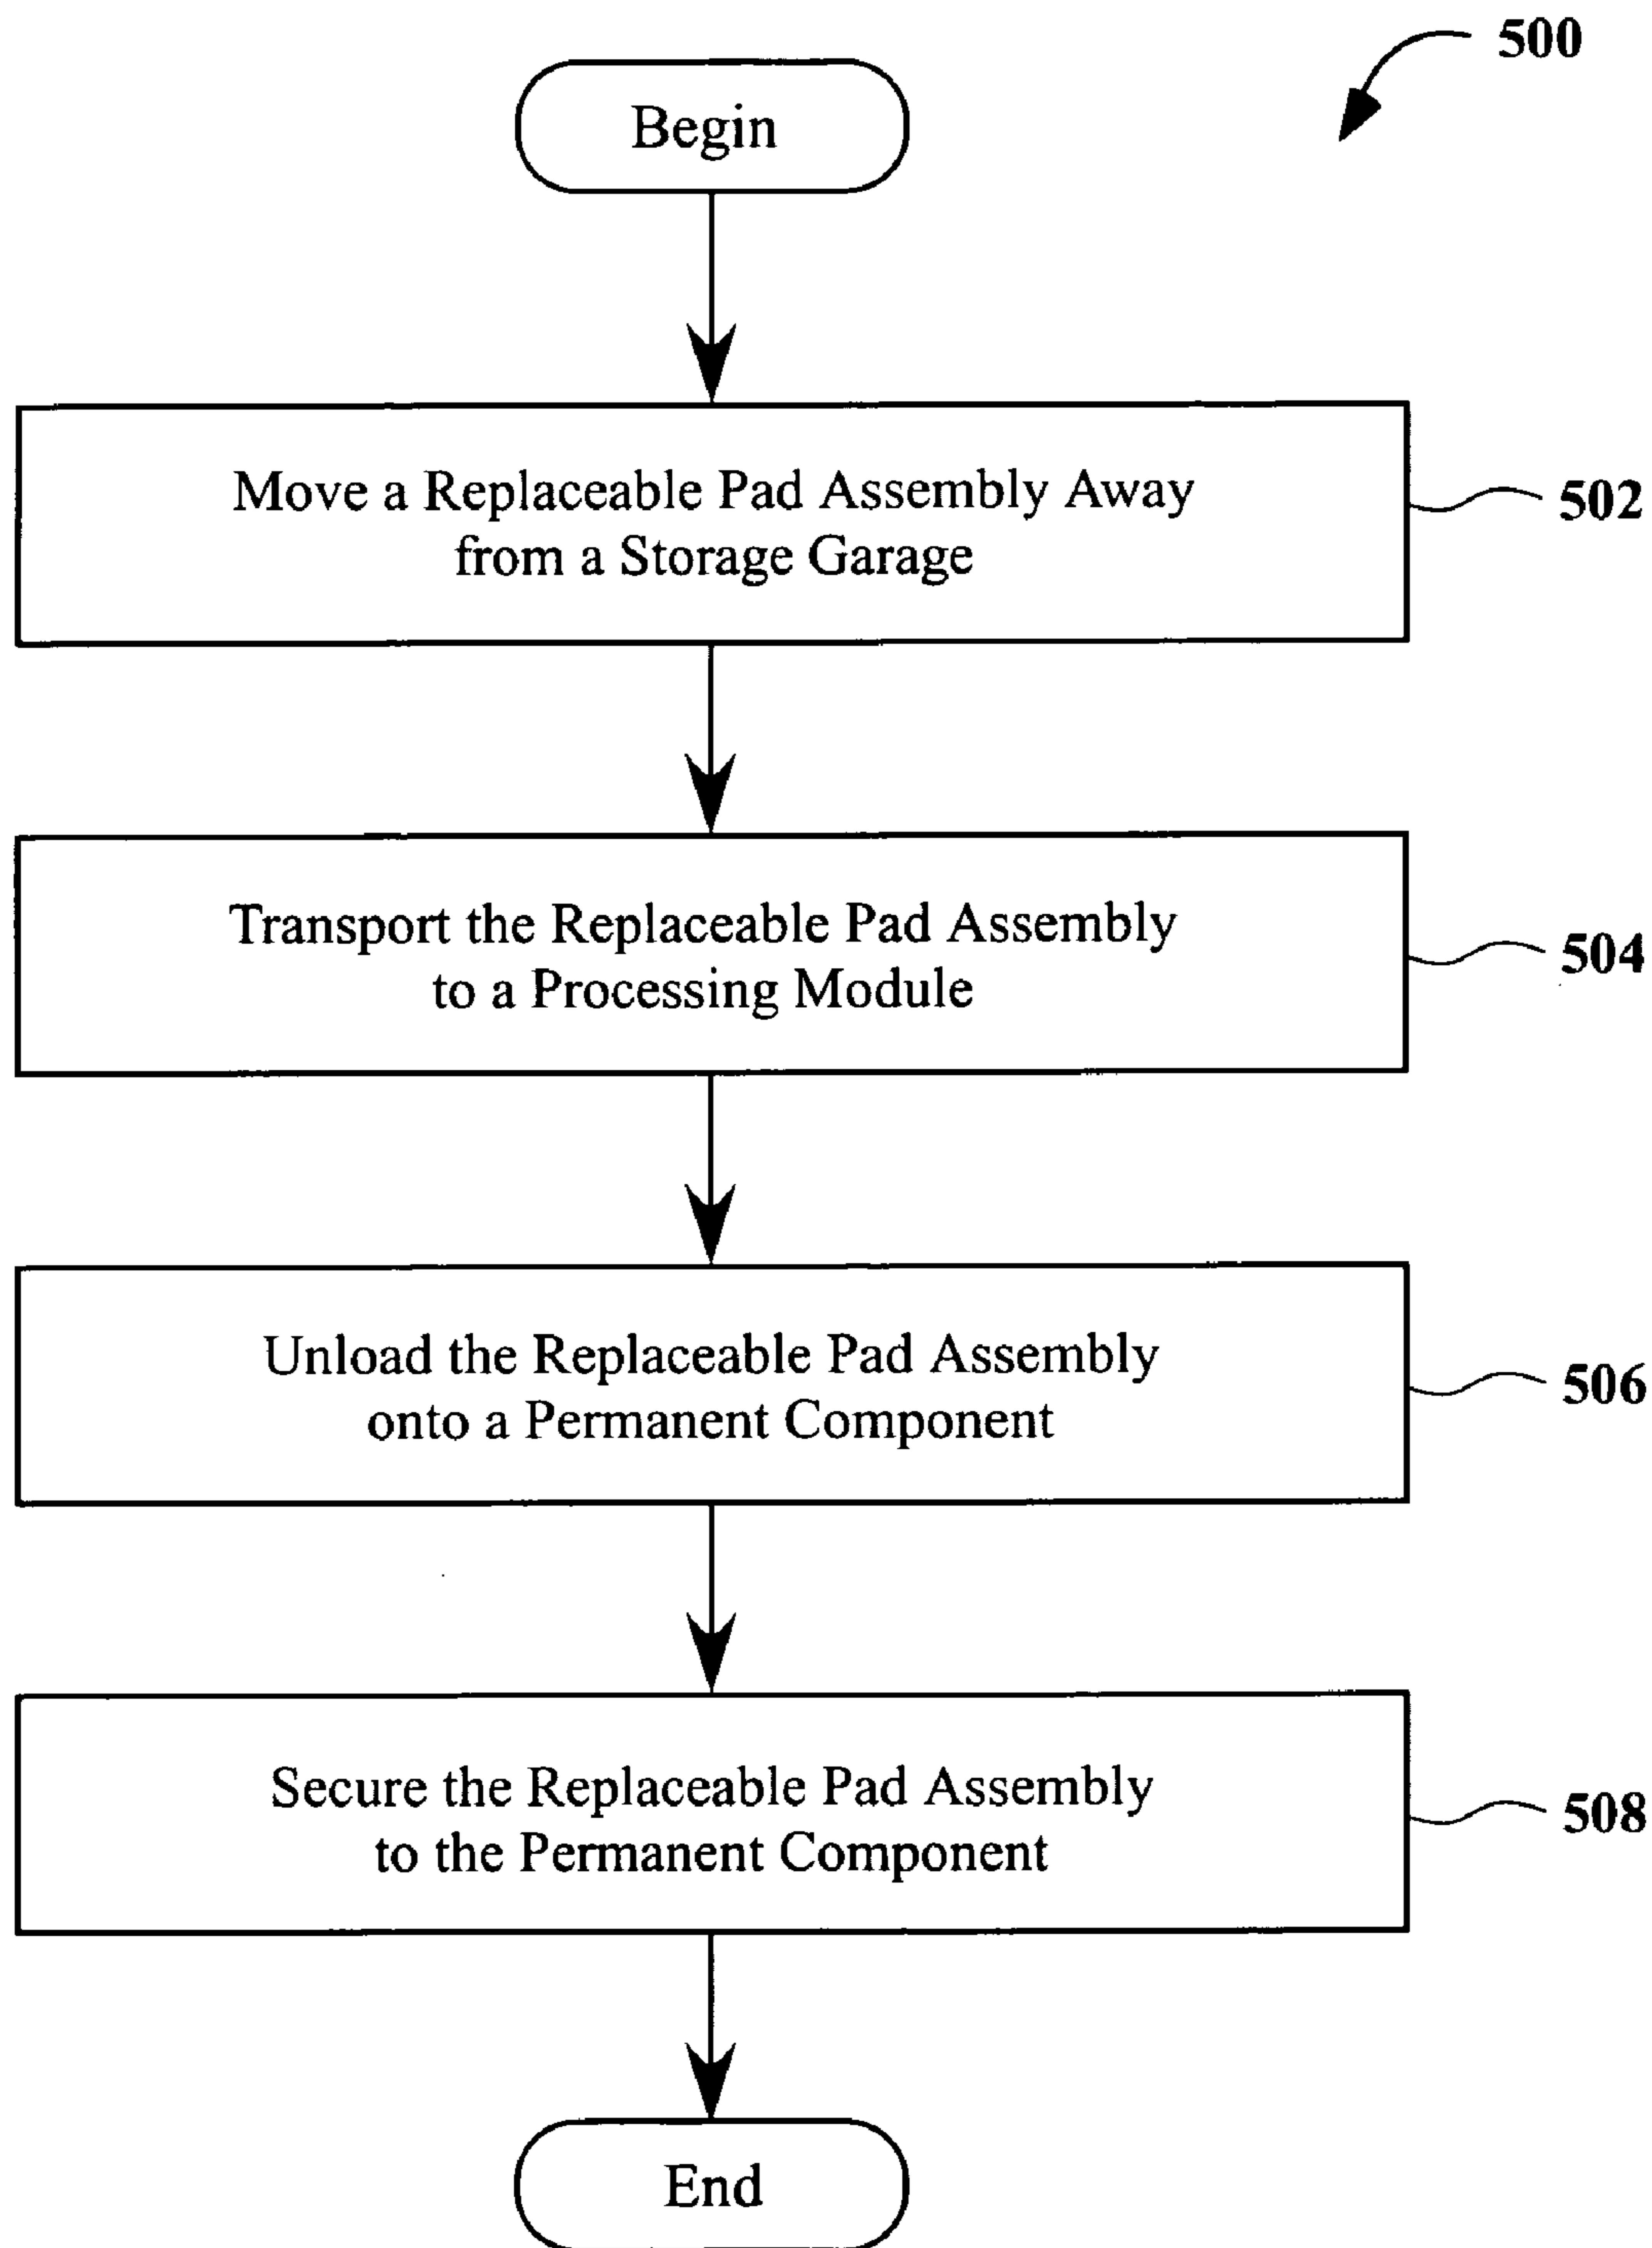 500
Begin
Move a Replaceable Pad Assembly Away
from a Storage Garage
502
Transport the Replaceable Pad Assembly
to a Processing Module
504
Unload the Replaceable Pad Assembly
onto a Permanent Component
506
Secure the Replaceable Pad Assembly
to the Permanent Component
508
End